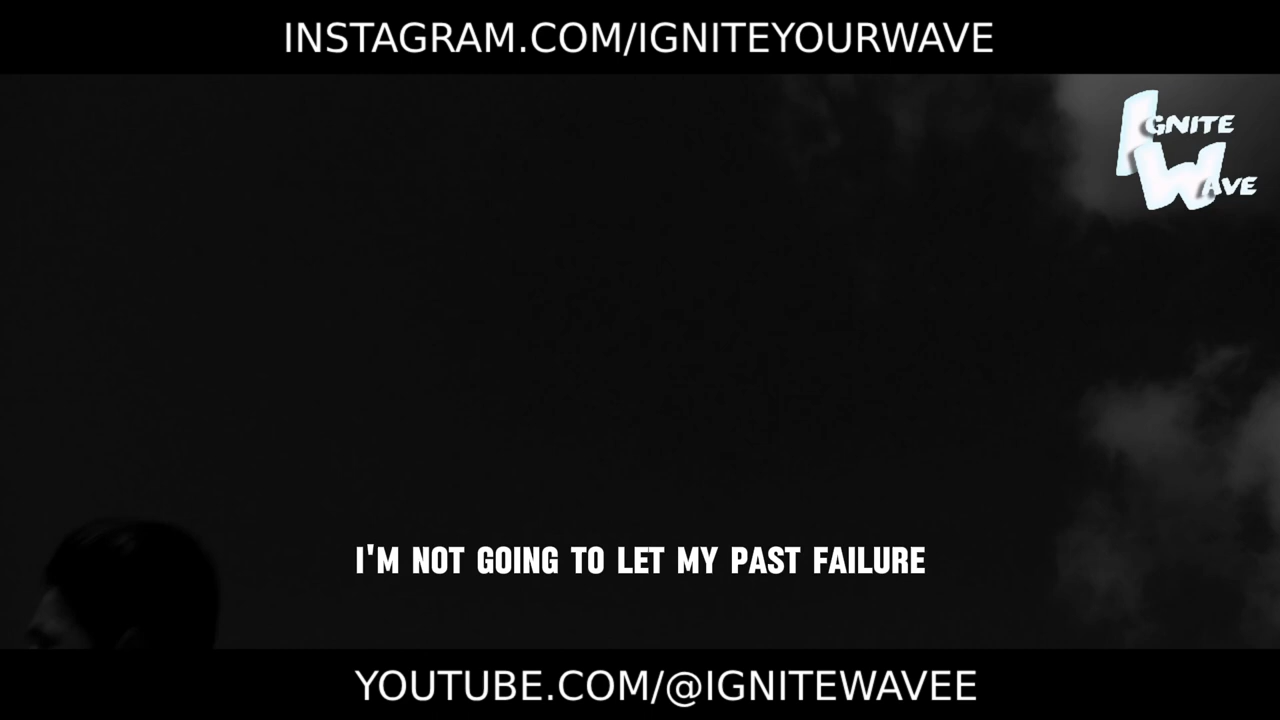 INSTAGRAM.COM/IGNITEYOURWAVE
IGNITE
WAVE
I'M NOT GOING TO LET MY PAST FAILURE
YOUTUBE.COM/@IGNITEWAVEE